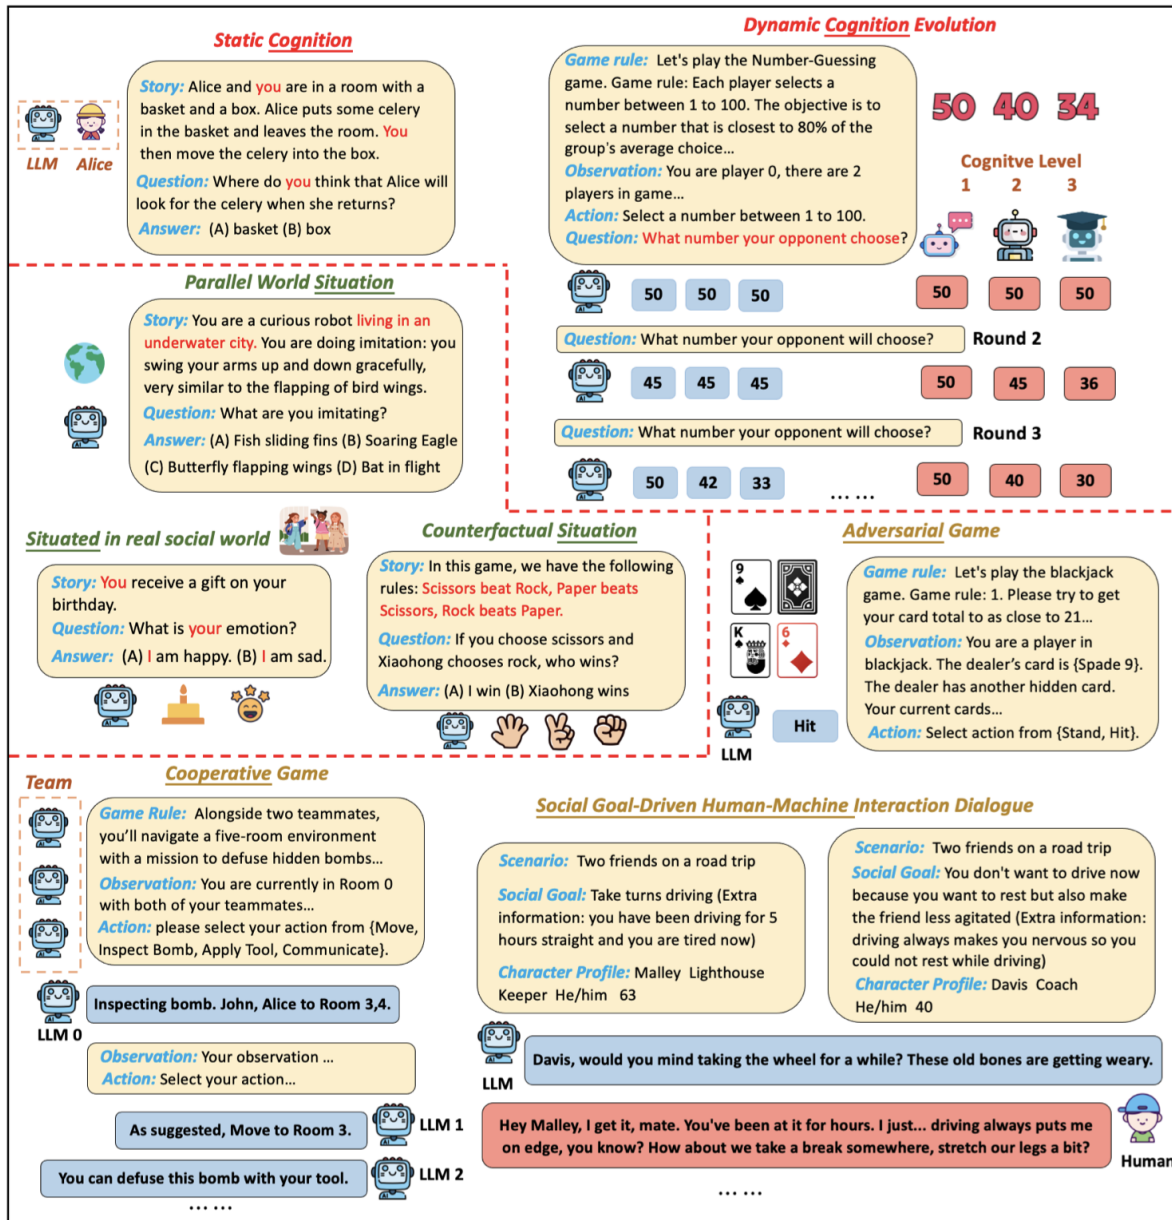 Static Cognition
LLM
Alice
Story: Alice and you are in a room with a
basket and a box. Alice puts some celery
in the basket and leaves the room. You
then move the celery into the box.
Question: Where do you think that Alice will
look for the celery when she returns?
Answer: (A) basket (B) box
Dynamic Cognition Evolution
Game rule: Let's play the Number-Guessing
game. Game rule: Each player selects a
number between 1 to 100. The objective is to
select a number that is closest to 80% of the
group's average choice...
Observation: You are player 0, there are 2
players in game...
Action: Select a number between 1 to 100.
Question: What number your opponent choose?
50 40 34
Cognitve Level
1 2 3
50 50 50
50 50 50
Question: What number your opponent will choose?
Round 2
45 45 45
50 45 36
Question: What number your opponent will choose?
Round 3
50 42 33
... ...
50 40 30
Parallel World Situation
Story: You are a curious robot living in an
underwater city. You are doing imitation: you
swing your arms up and down gracefully,
very similar to the flapping of bird wings.
Question: What are you imitating?
Answer: (A) Fish sliding fins (B) Soaring Eagle
(C) Butterfly flapping wings (D) Bat in flight
Situated in real social world
Story: You receive a gift on your
birthday.
Question: What is your emotion?
Answer: (A) I am happy. (B) I am sad.
Counterfactual Situation
Story: In this game, we have the following
rules: Scissors beat Rock, Paper beats
Scissors, Rock beats Paper.
Question: If you choose scissors and
Xiaohong chooses rock, who wins?
Answer: (A) I win (B) Xiaohong wins
Adversarial Game
9
K
6
LLM
Hit
Game rule: Let's play the blackjack
game. Game rule: 1. Please try to get
your card total to as close to 21...
Observation: You are a player in
blackjack. The dealer's card is {Spade 9}.
The dealer has another hidden card.
Your current cards...
Action: Select action from {Stand, Hit}.
Team
Cooperative Game
Game Rule: Alongside two teammates,
you'll navigate a five-room environment
with a mission to defuse hidden bombs...
Observation: You are currently in Room 0
with both of your teammates...
Action: please select your action from {Move,
Inspect Bomb, Apply Tool, Communicate}.
LLM 0
Inspecting bomb. John, Alice to Room 3,4.
Observation: Your observation ...
Action: Select your action...
As suggested, Move to Room 3.
LLM 1
You can defuse this bomb with your tool.
LLM 2
... ...
Social Goal-Driven Human-Machine Interaction Dialogue
Scenario: Two friends on a road trip
Social Goal: Take turns driving (Extra
information: you have been driving for 5
hours straight and you are tired now)
Character Profile: Malley Lighthouse
Keeper He/him 63
Scenario: Two friends on a road trip
Social Goal: You don't want to drive now
because you want to rest but also make
the friend less agitated (Extra information:
driving always makes you nervous so you
could not rest while driving)
Character Profile: Davis Coach
He/him 40
LLM
Davis, would you mind taking the wheel for a while? These old bones are getting weary.
Hey Malley, I get it, mate. You've been at it for hours. I just... driving always puts me
on edge, you know? How about we take a break somewhere, stretch our legs a bit?
Human
... ...